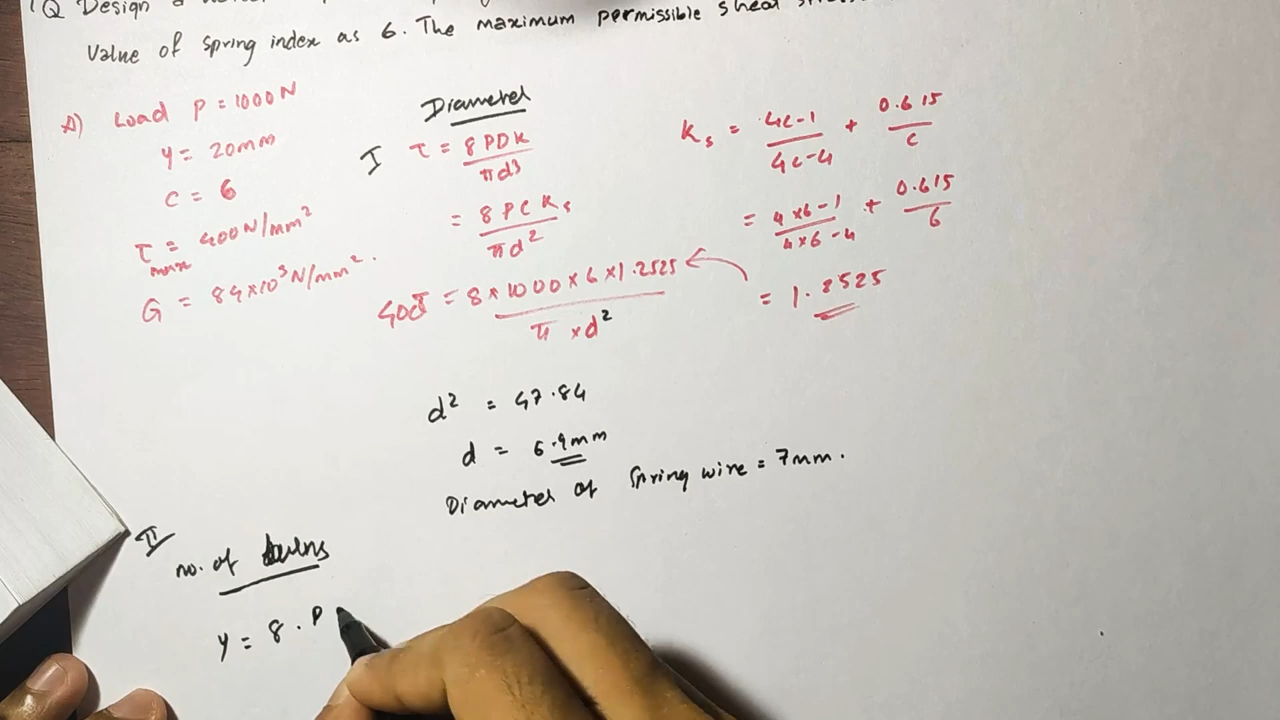 Q Design a
Value of spring index as 6. The maximum permissible shear
A) Load P = 1000N
y = 20mm
C = 6
τmax = 400N/mm²
G = 84×10³N/mm².
Diameter
I τ = 8PDK / πd³
= 8PCKs / πd²
400 = 8×1000×6×1.2525 / π×d²
Ks = 4C-1 / 4C-4 + 0.615 / C
= 4×6-1 / 4×6-4 + 0.615 / 6
= 1.2525
d² = 47.84
d = 6.9mm
Diameter of spring wire = 7mm.
II no. of turns
y = 8.P